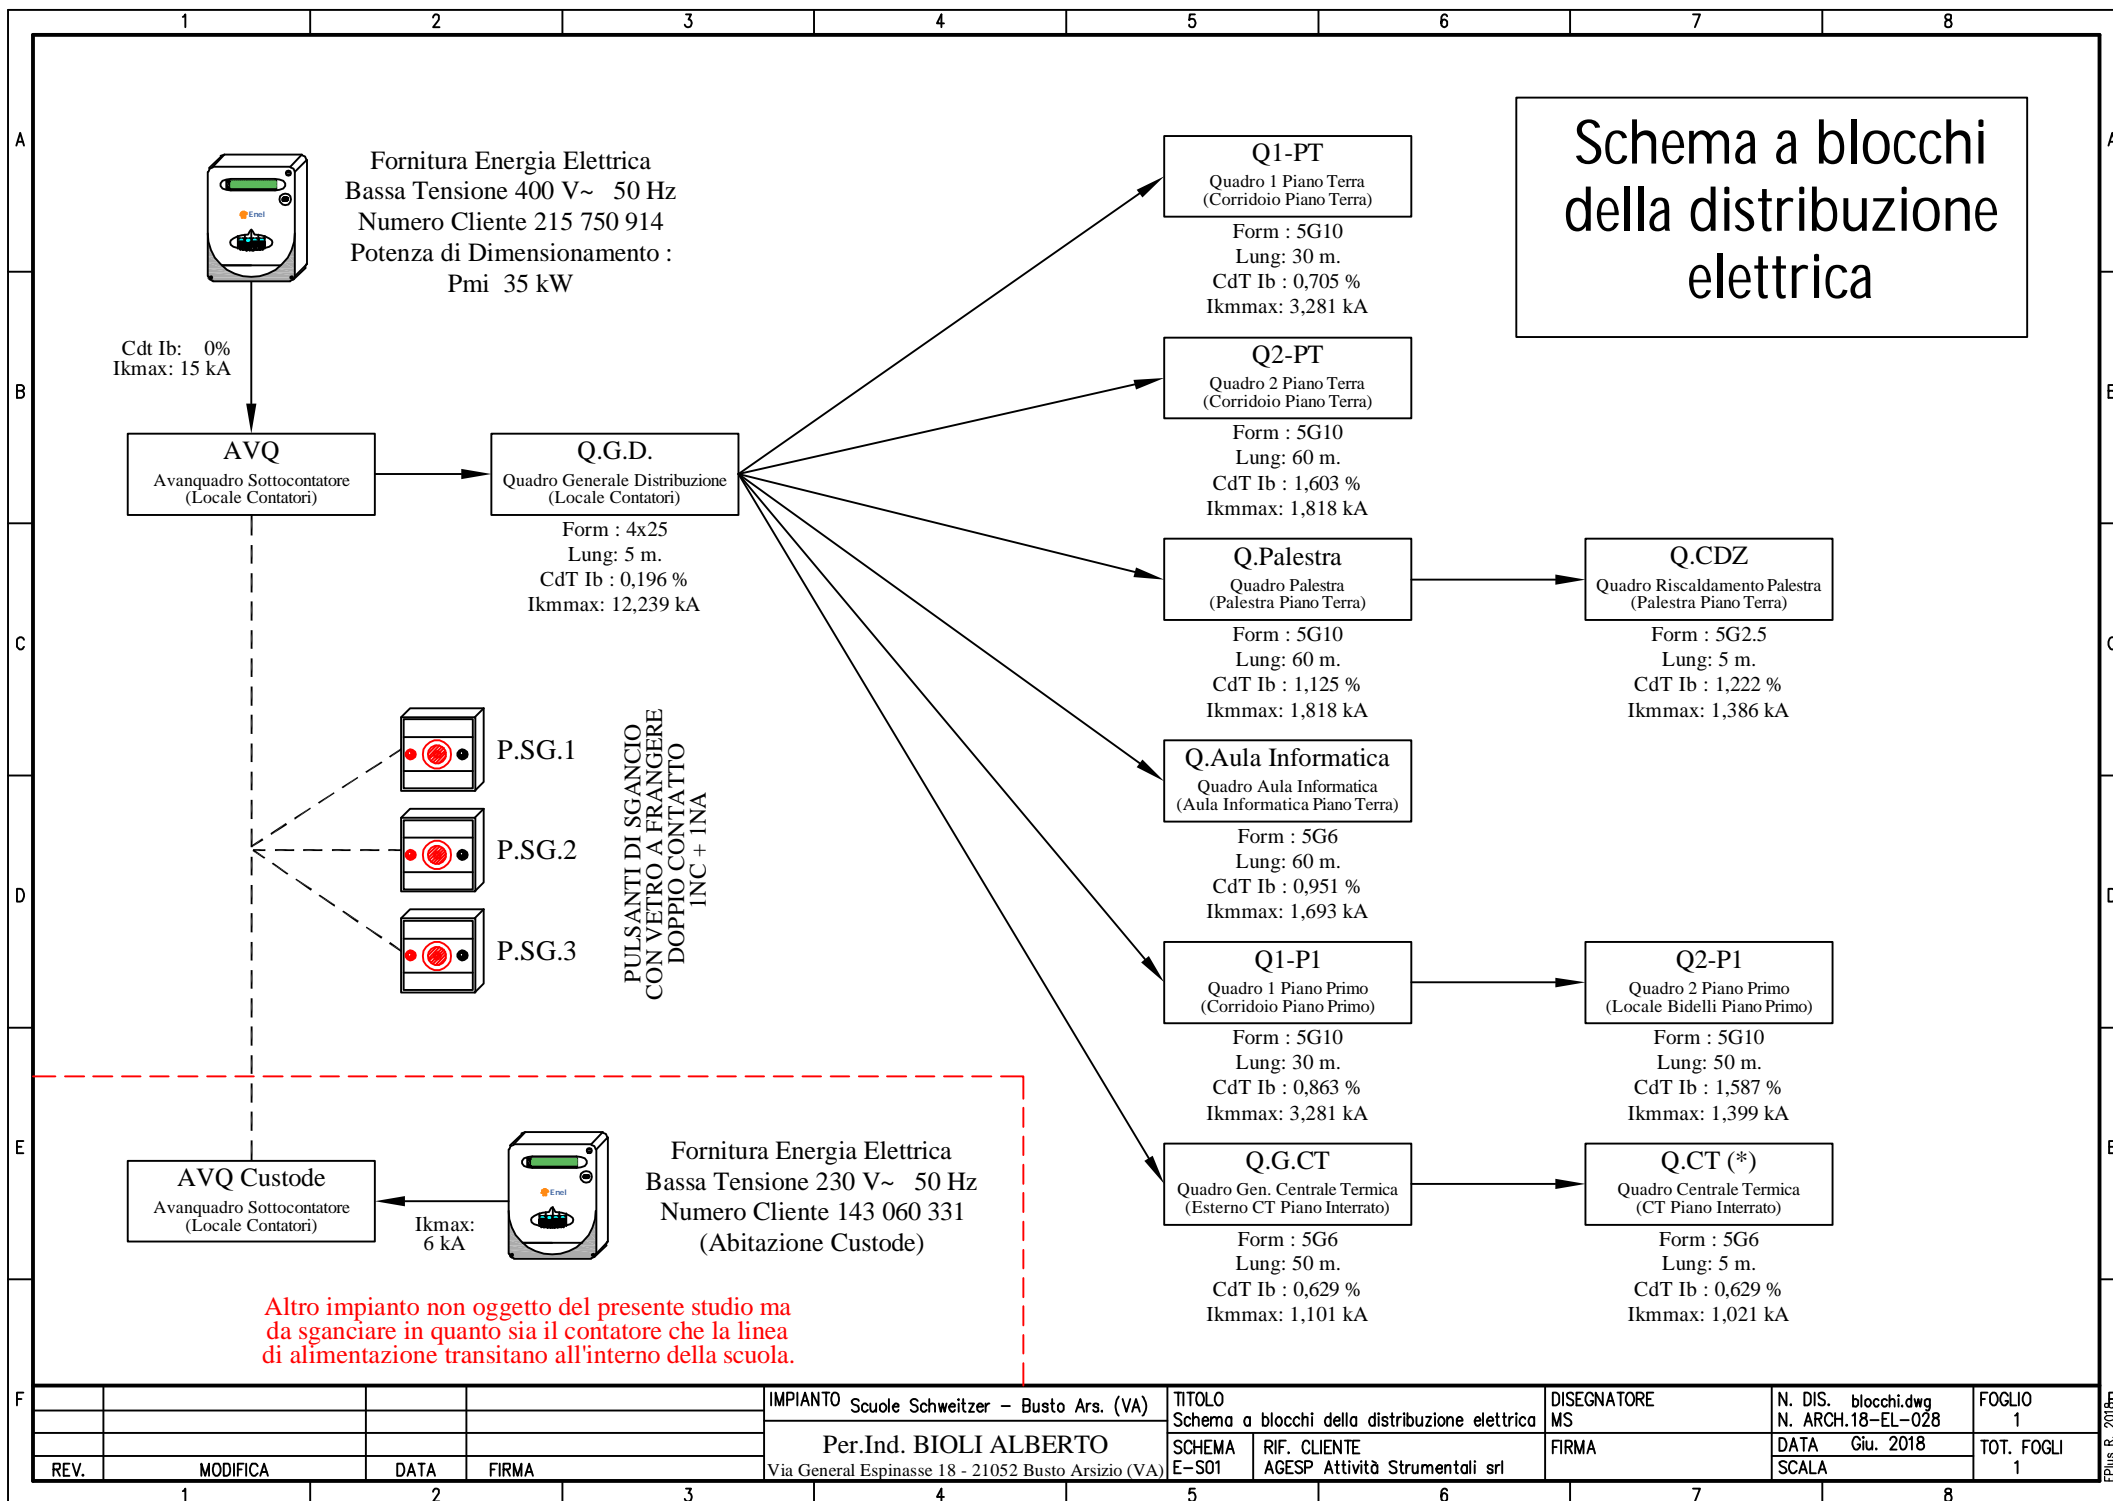 1 2 3 4 5 6 7 8
A A
B B
C C
D D
E E
F
Schema a blocchi
della distribuzione
elettrica
Enel
Fornitura Energia Elettrica
Bassa Tensione 400 V~ 50 Hz
Numero Cliente 215 750 914
Potenza di Dimensionamento :
Pmi 35 kW
Cdt Ib: 0%
Ikmax: 15 kA
AVQ
Avanquadro Sottocontatore
(Locale Contatori)
Q.G.D.
Quadro Generale Distribuzione
(Locale Contatori)
Form : 4x25
Lung: 5 m.
CdT Ib : 0,196 %
Ikmmax: 12,239 kA
Q1-PT
Quadro 1 Piano Terra
(Corridoio Piano Terra)
Form : 5G10
Lung: 30 m.
CdT Ib : 0,705 %
Ikmmax: 3,281 kA
Q2-PT
Quadro 2 Piano Terra
(Corridoio Piano Terra)
Form : 5G10
Lung: 60 m.
CdT Ib : 1,603 %
Ikmmax: 1,818 kA
Q.Palestra
Quadro Palestra
(Palestra Piano Terra)
Form : 5G10
Lung: 60 m.
CdT Ib : 1,125 %
Ikmmax: 1,818 kA
Q.CDZ
Quadro Riscaldamento Palestra
(Palestra Piano Terra)
Form : 5G2.5
Lung: 5 m.
CdT Ib : 1,222 %
Ikmmax: 1,386 kA
Q.Aula Informatica
Quadro Aula Informatica
(Aula Informatica Piano Terra)
Form : 5G6
Lung: 60 m.
CdT Ib : 0,951 %
Ikmmax: 1,693 kA
Q1-P1
Quadro 1 Piano Primo
(Corridoio Piano Primo)
Form : 5G10
Lung: 30 m.
CdT Ib : 0,863 %
Ikmmax: 3,281 kA
Q2-P1
Quadro 2 Piano Primo
(Locale Bidelli Piano Primo)
Form : 5G10
Lung: 50 m.
CdT Ib : 1,587 %
Ikmmax: 1,399 kA
Q.G.CT
Quadro Gen. Centrale Termica
(Esterno CT Piano Interrato)
Form : 5G6
Lung: 50 m.
CdT Ib : 0,629 %
Ikmmax: 1,101 kA
Q.CT (*)
Quadro Centrale Termica
(CT Piano Interrato)
Form : 5G6
Lung: 5 m.
CdT Ib : 0,629 %
Ikmmax: 1,021 kA
P.SG.1
P.SG.2
P.SG.3
PULSANTI DI SGANCIO
CON VETRO A FRANGERE
DOPPIO CONTATTO
1NC + 1NA
AVQ Custode
Avanquadro Sottocontatore
(Locale Contatori)
Ikmax:
6 kA
Enel
Fornitura Energia Elettrica
Bassa Tensione 230 V~ 50 Hz
Numero Cliente 143 060 331
(Abitazione Custode)
Altro impianto non oggetto del presente studio ma
da sganciare in quanto sia il contatore che la linea
di alimentazione transitano all'interno della scuola.
REV. MODIFICA DATA FIRMA
IMPIANTO Scuole Schweitzer - Busto Ars. (VA)
Per.Ind. BIOLI ALBERTO
Via General Espinasse 18 - 21052 Busto Arsizio (VA)
TITOLO
Schema a blocchi della distribuzione elettrica
SCHEMA
E-S01
RIF. CLIENTE
AGESP Attività Strumentali srl
DISEGNATORE
MS
FIRMA
N. DIS. blocchi.dwg
N. ARCH. 18-EL-028
DATA Giu. 2018
SCALA
FOGLIO
1
TOT. FOGLI
1
1 2 3 4 5 6 7 8